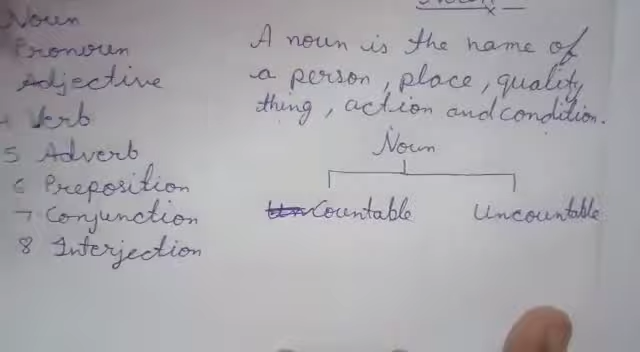 Noun
Pronoun
Adjective
4 Verb
5 Adverb
6 Preposition
7 Conjunction
8 Interjection
A noun is the name of
a person, place, quality,
thing, action and condition.
Noun
Countable Uncountable